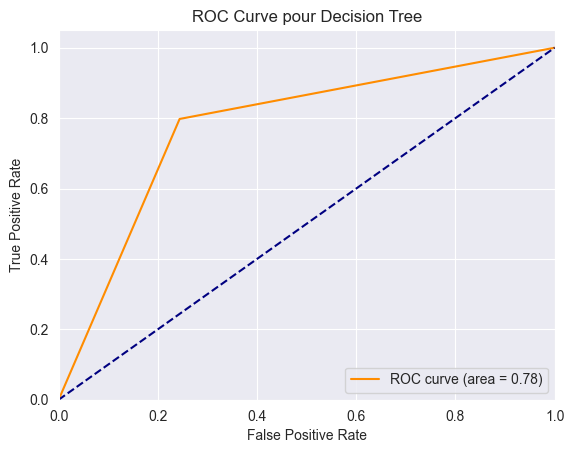 ROC Curve pour Decision Tree
True Positive Rate
1.0
0.8
0.6
0.4
0.2
0.0
ROC curve (area = 0.78)
0.0 0.2 0.4 0.6 0.8 1.0
False Positive Rate